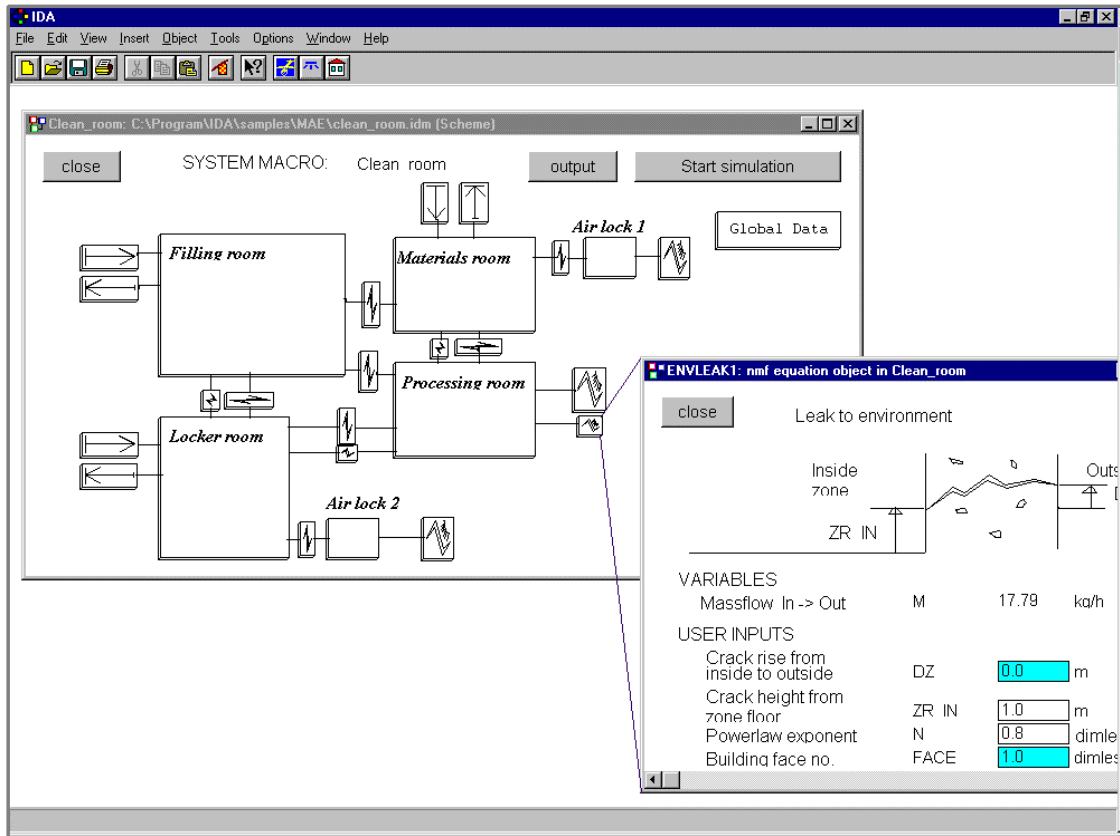 IDA
File Edit View Insert Object Tools Options Window Help
Clean_room: C:\Program\IDA\samples\MAE\clean_room.idm (Scheme)
close SYSTEM MACRO: Clean room output Start simulation
Air lock 1
Global Data
Filling room
Materials room
Processing room
Locker room
Air lock 2
ENVLEAK1: nmf equation object in Clean_room
close Leak to environment
Inside
zone
Outs
ZR IN
VARIABLES
Massflow In -> Out M 17.79 kg/h
USER INPUTS
Crack rise from
inside to outside DZ 0.0 m
Crack height from
zone floor ZR IN 1.0 m
Powerlaw exponent N 0.8 dimle
Building face no. FACE 1.0 dimles